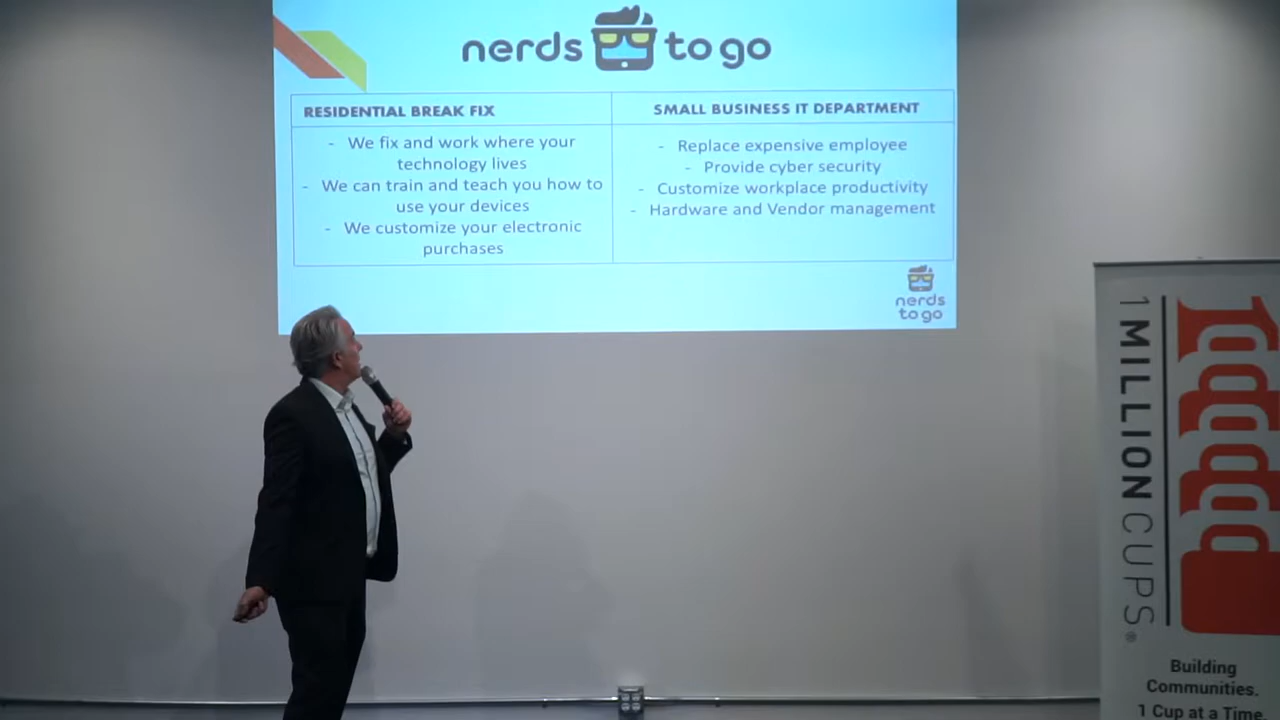 nerds to go
RESIDENTIAL BREAK FIX
- We fix and work where your
technology lives
- We can train and teach you how to
use your devices
- We customize your electronic
purchases
SMALL BUSINESS IT DEPARTMENT
- Replace expensive employee
- Provide cyber security
- Customize workplace productivity
- Hardware and Vendor management
nerds
to go
1 MILLION CUPS®
Building
Communities.
1 Cup at a Time